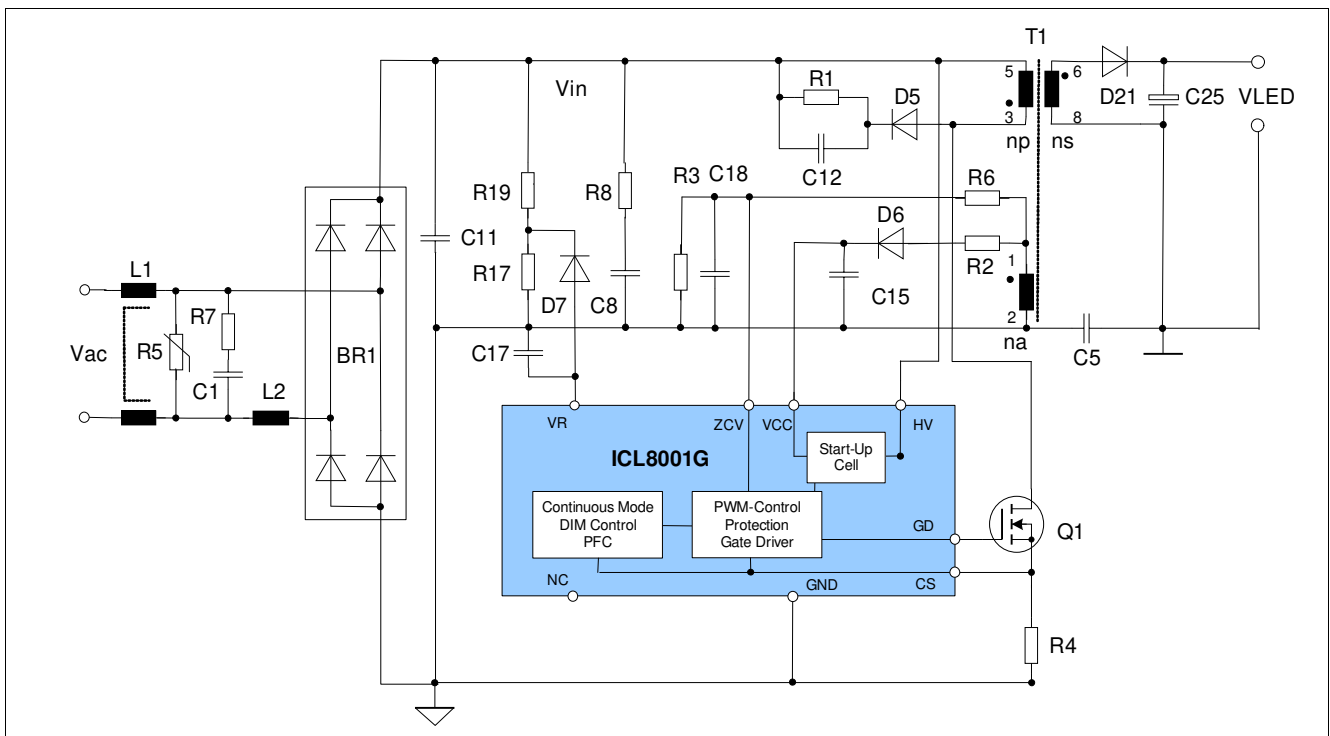 T1
Vin
R1
D5
5
6
3
8
D21
C25
VLED
np
ns
C12
R19
R8
R3
C18
R6
D6
C11
R17
D7
C8
C15
R2
1
2
na
C5
L1
R7
Vac
R5
C1
L2
BR1
C17
VR
ZCV
VCC
HV
ICL8001G
Start-Up
Cell
Continuous Mode
DIM Control
PFC
PWM-Control
Protection
Gate Driver
GD
Q1
NC
GND
CS
R4